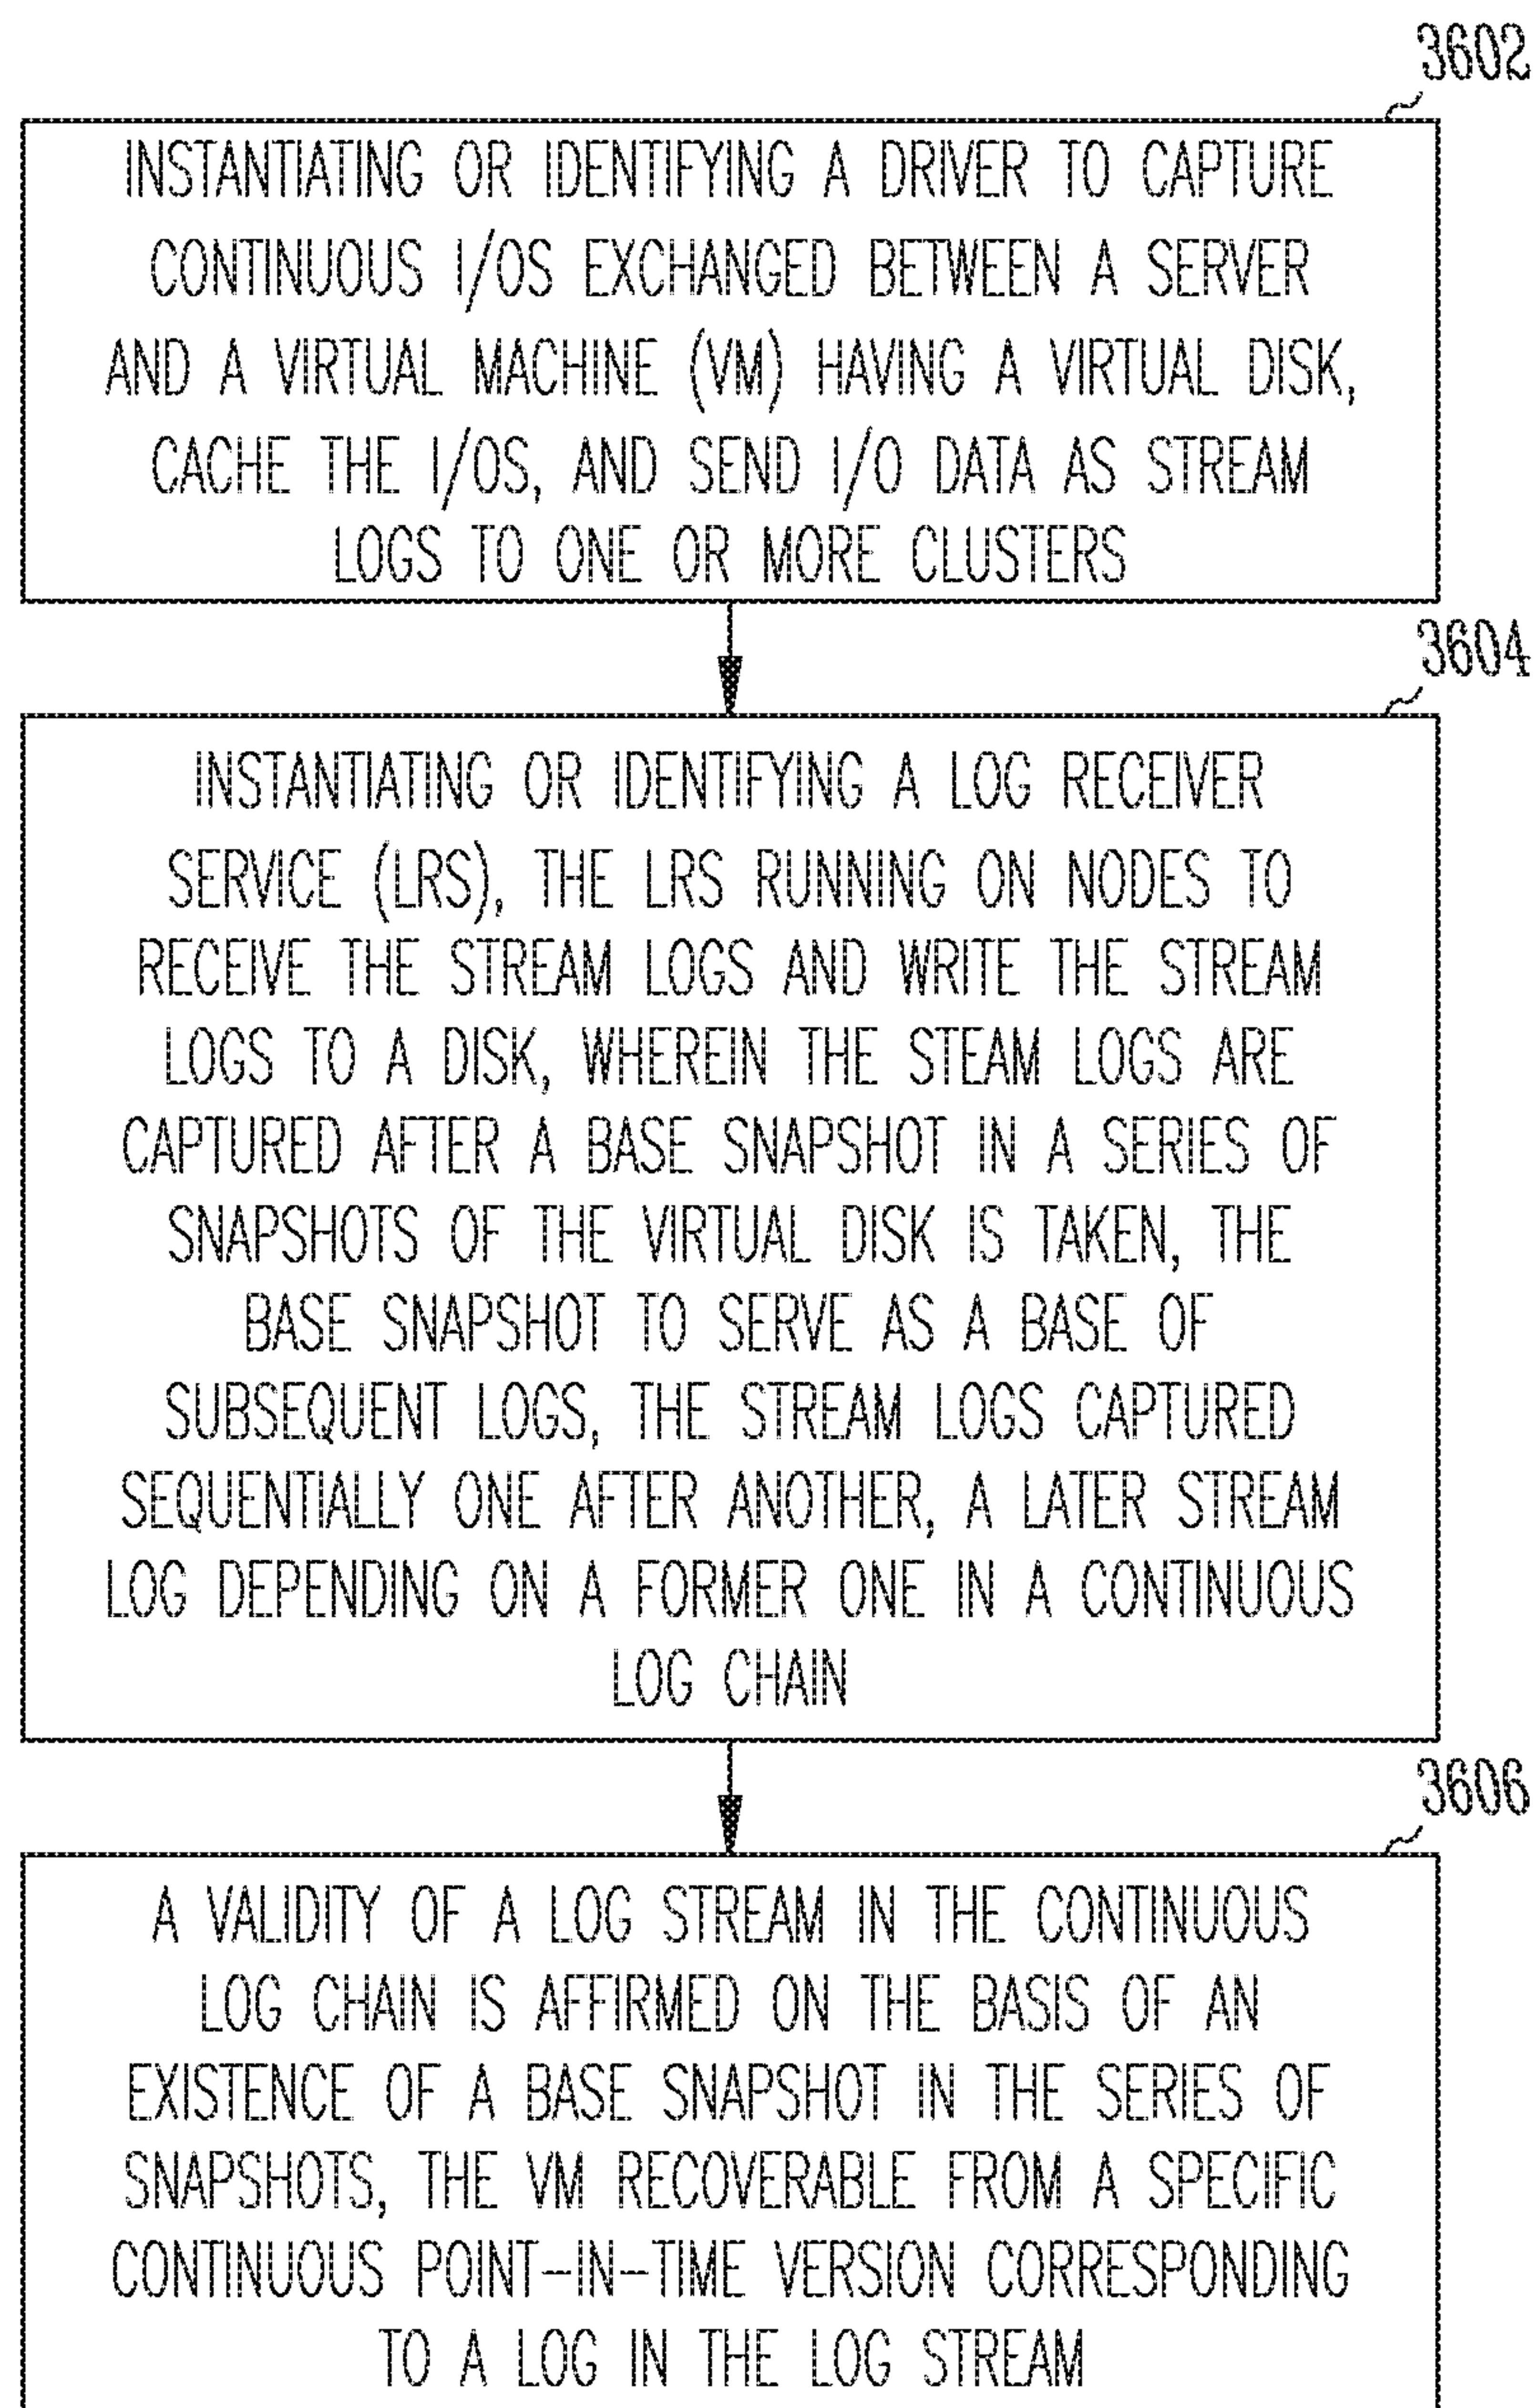 3602
INSTANTIATING OR IDENTIFYING A DRIVER TO CAPTURE
CONTINUOUS I/OS EXCHANGED BETWEEN A SERVER
AND A VIRTUAL MACHINE (VM) HAVING A VIRTUAL DISK,
CACHE THE I/OS, AND SEND I/O DATA AS STREAM
LOGS TO ONE OR MORE CLUSTERS
3604
INSTANTIATING OR IDENTIFYING A LOG RECEIVER
SERVICE (LRS), THE LRS RUNNING ON NODES TO
RECEIVE THE STREAM LOGS AND WRITE THE STREAM
LOGS TO A DISK, WHEREIN THE STEAM LOGS ARE
CAPTURED AFTER A BASE SNAPSHOT IN A SERIES OF
SNAPSHOTS OF THE VIRTUAL DISK IS TAKEN, THE
BASE SNAPSHOT TO SERVE AS A BASE OF
SUBSEQUENT LOGS, THE STREAM LOGS CAPTURED
SEQUENTIALLY ONE AFTER ANOTHER, A LATER STREAM
LOG DEPENDING ON A FORMER ONE IN A CONTINUOUS
LOG CHAIN
3606
A VALIDITY OF A LOG STREAM IN THE CONTINUOUS
LOG CHAIN IS AFFIRMED ON THE BASIS OF AN
EXISTENCE OF A BASE SNAPSHOT IN THE SERIES OF
SNAPSHOTS, THE VM RECOVERABLE FROM A SPECIFIC
CONTINUOUS POINT-IN-TIME VERSION CORRESPONDING
TO A LOG IN THE LOG STREAM